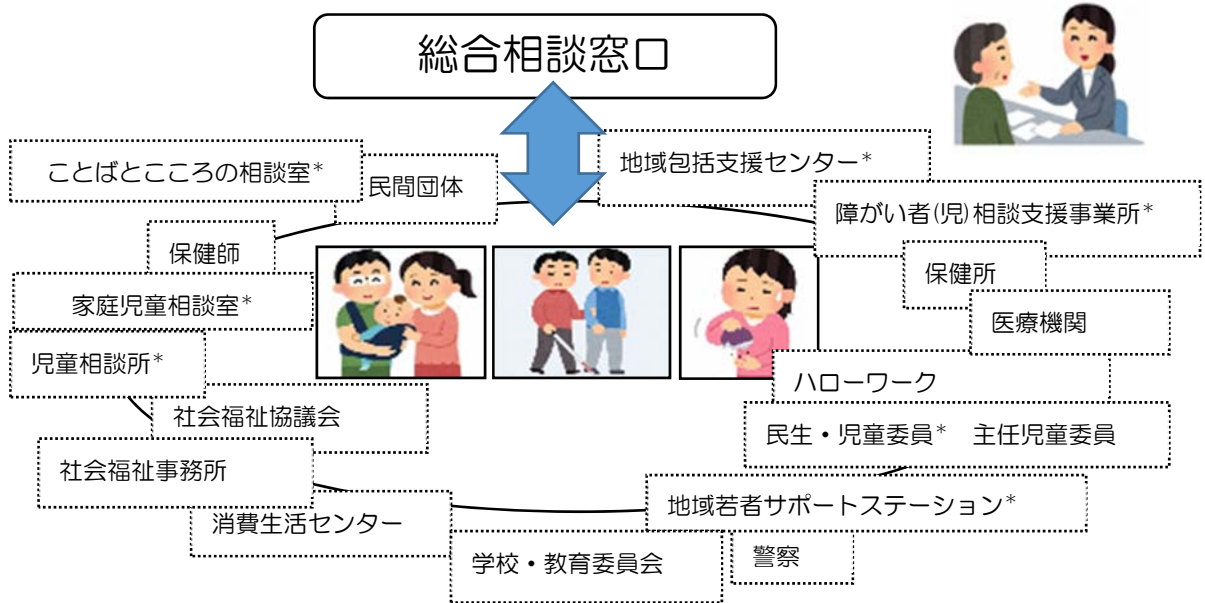 総合相談窓口
ことばとこころの相談室*
民間団体
地域包括支援センター*
障がい者(児)相談支援事業所*
保健師
保健所
家庭児童相談室*
医療機関
児童相談所*
ハローワーク
社会福祉協議会
民生・児童委員* 主任児童委員
社会福祉事務所
地域若者サポートステーション*
消費生活センター
学校・教育委員会
警察